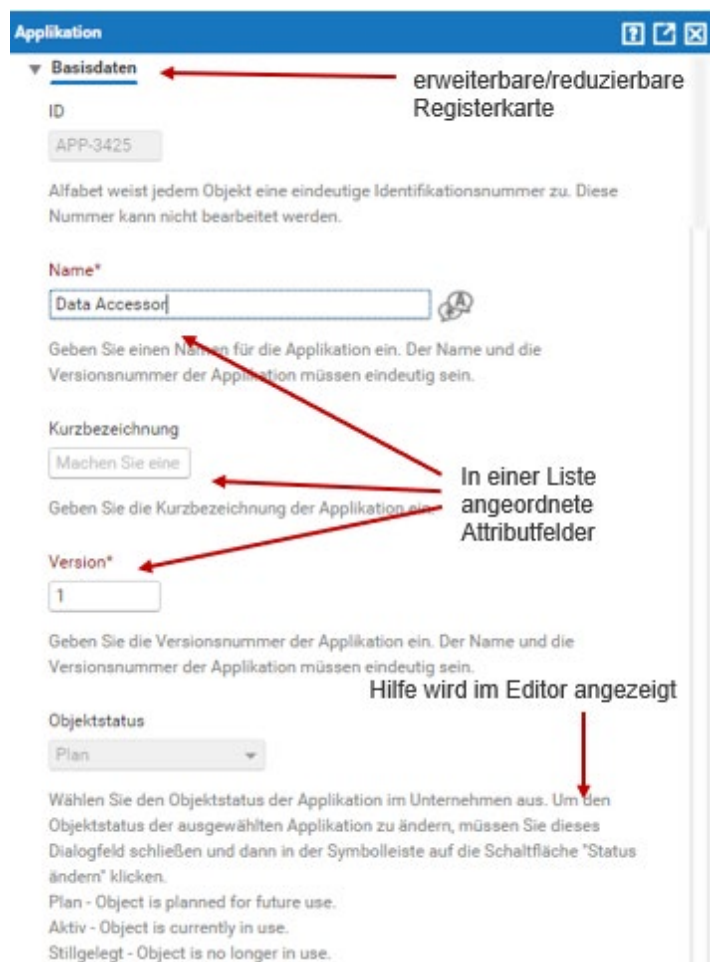 Applikation
Basisdaten
erweiterbare/reduzierbare
Registerkarte
ID
APP-3425
Alfabet weist jedem Objekt eine eindeutige Identifikationsnummer zu. Diese
Nummer kann nicht bearbeitet werden.
Name*
Data Accessor
Geben Sie einen Namen für die Applikation ein. Der Name und die
Versionsnummer der Applikation müssen eindeutig sein.
Kurzbezeichnung
Machen Sie eine
In einer Liste
angeordnete
Attributfelder
Geben Sie die Kurzbezeichnung der Applikation ein.
Version*
1
Geben Sie die Versionsnummer der Applikation ein. Der Name und die
Versionsnummer der Applikation müssen eindeutig sein.
Hilfe wird im Editor angezeigt
Objektstatus
Plan
Wählen Sie den Objektstatus der Applikation im Unternehmen aus. Um den
Objektstatus der ausgewählten Applikation zu ändern, müssen Sie dieses
Dialogfeld schließen und dann in der Symbolleiste auf die Schaltfläche "Status
ändern" klicken.
Plan - Object is planned for future use.
Aktiv - Object is currently in use.
Stillgelegt - Object is no longer in use.